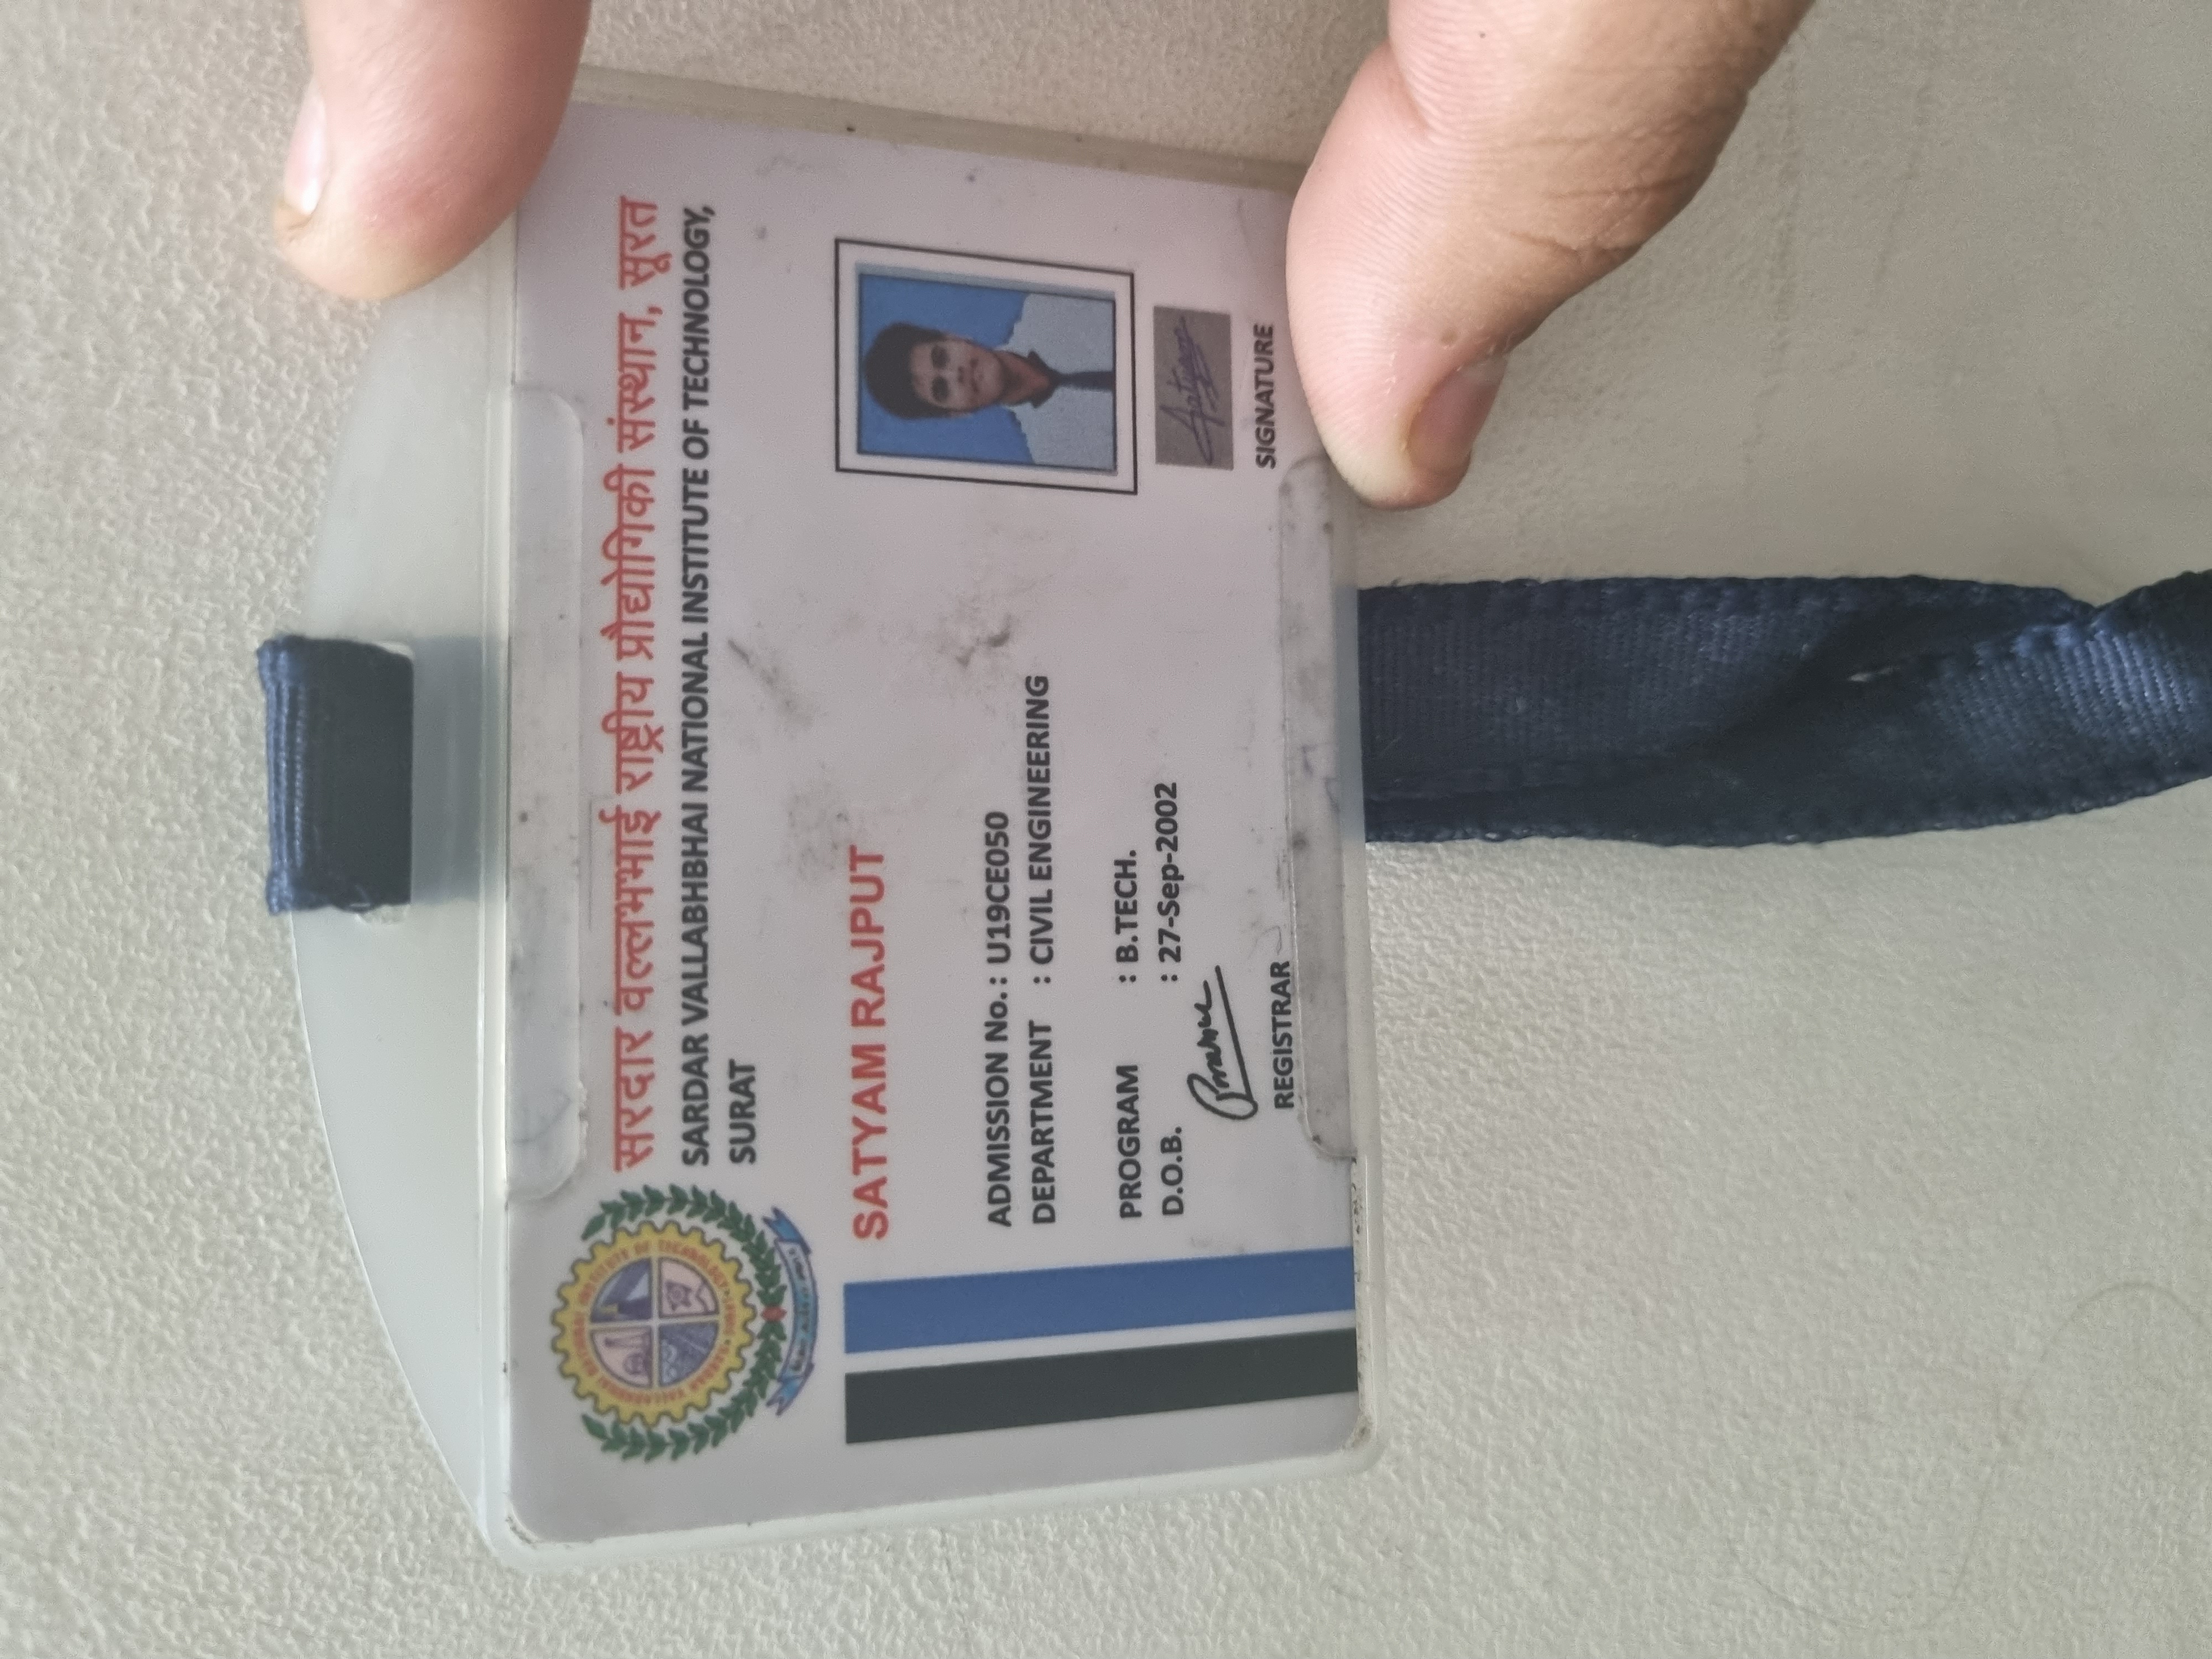 सरदार वल्लभभाई राष्ट्रीय प्रौद्योगिकी संस्थान, सूरत
SARDAR VALLABHBHAI NATIONAL INSTITUTE OF TECHNOLOGY,
SURAT
SATYAM RAJPUT
ADMISSION No. : U19CE050
DEPARTMENT : CIVIL ENGINEERING
PROGRAM : B.TECH.
D.O.B. : 27-Sep-2002
Satyam
REGISTRAR
SIGNATURE